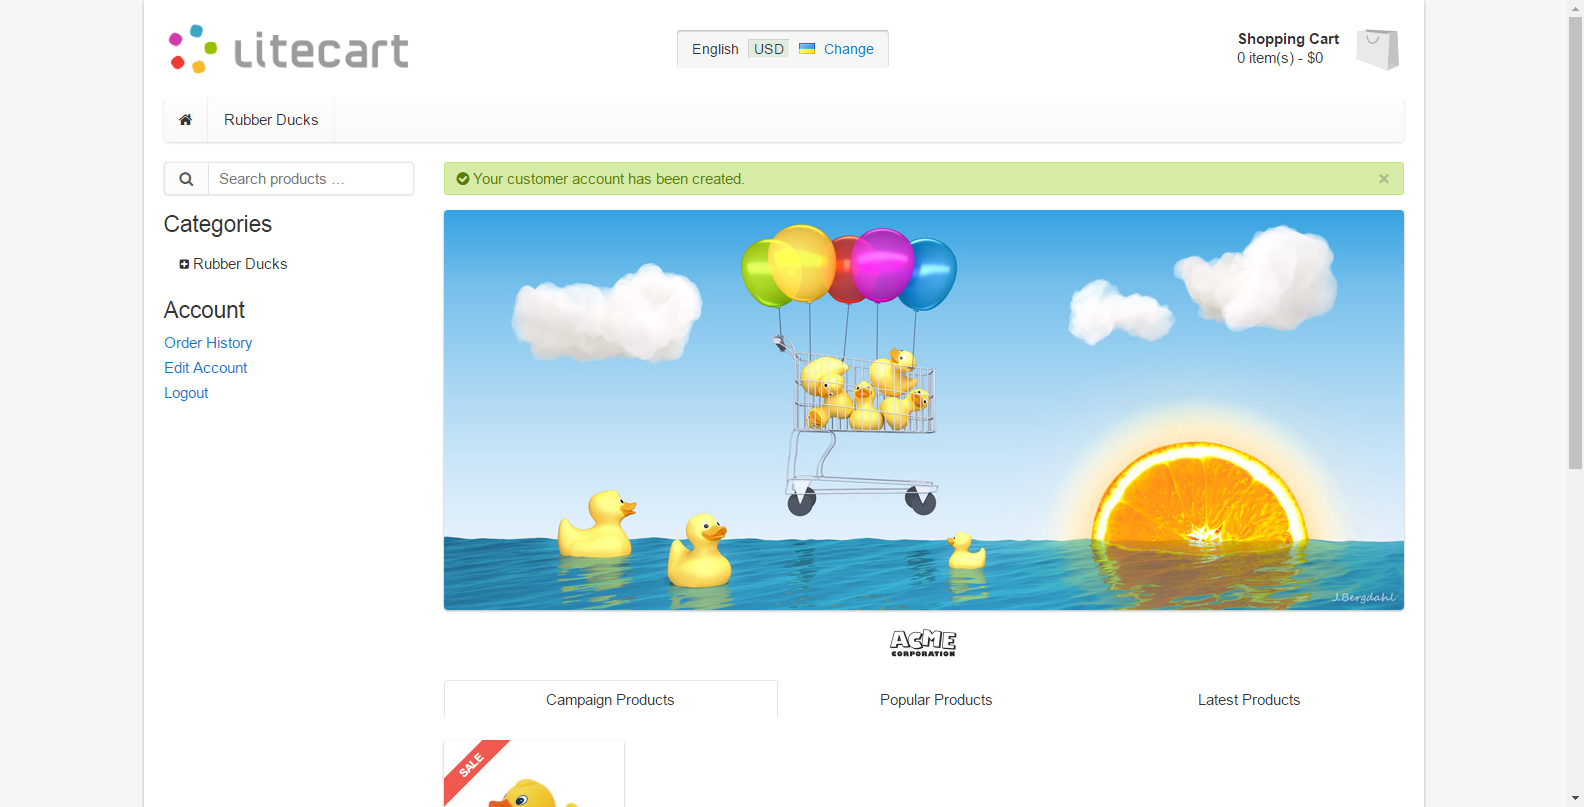 Litecart
English USD Change
Shopping Cart
0 item(s) - $0
Rubber Ducks
Search products ...
Your customer account has been created.
×
Categories
Rubber Ducks
Account
Order History
Edit Account
Logout
J.Bergdahl
ACME
CORPORATION
Campaign Products
Popular Products
Latest Products
SALE